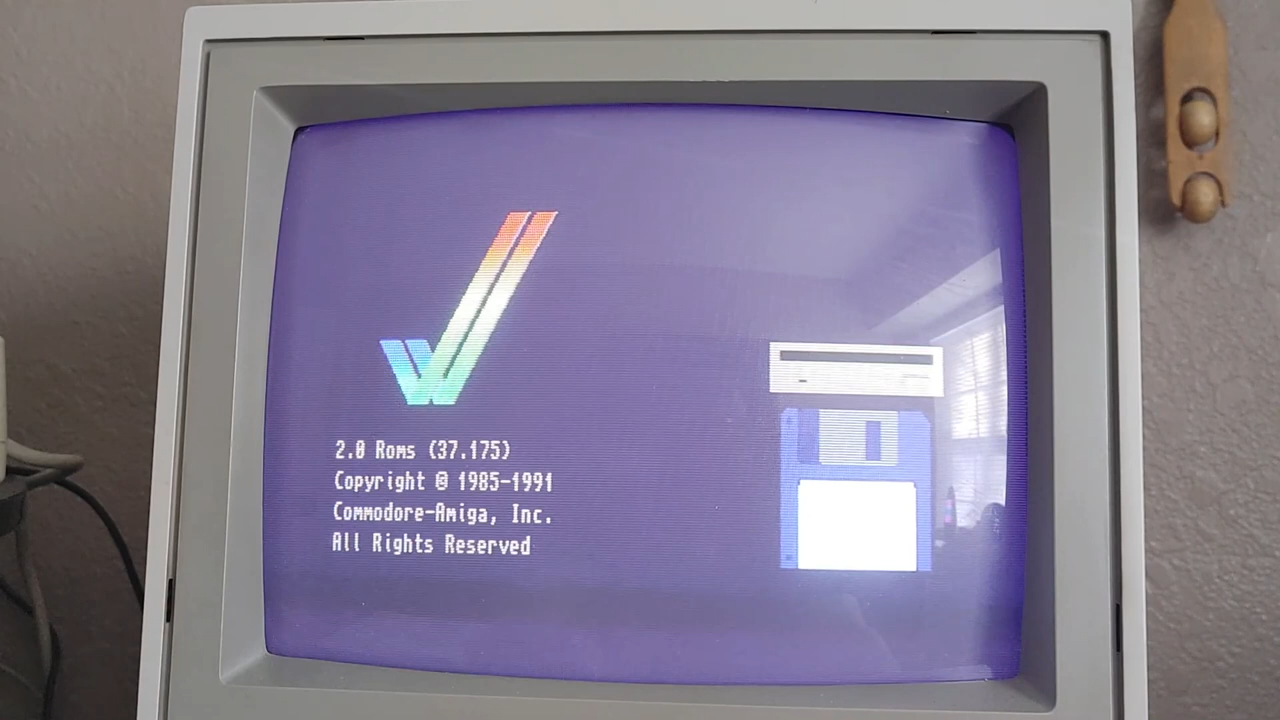 2.0 Roms (37.175)
Copyright © 1985-1991
Commodore-Amiga, Inc.
All Rights Reserved